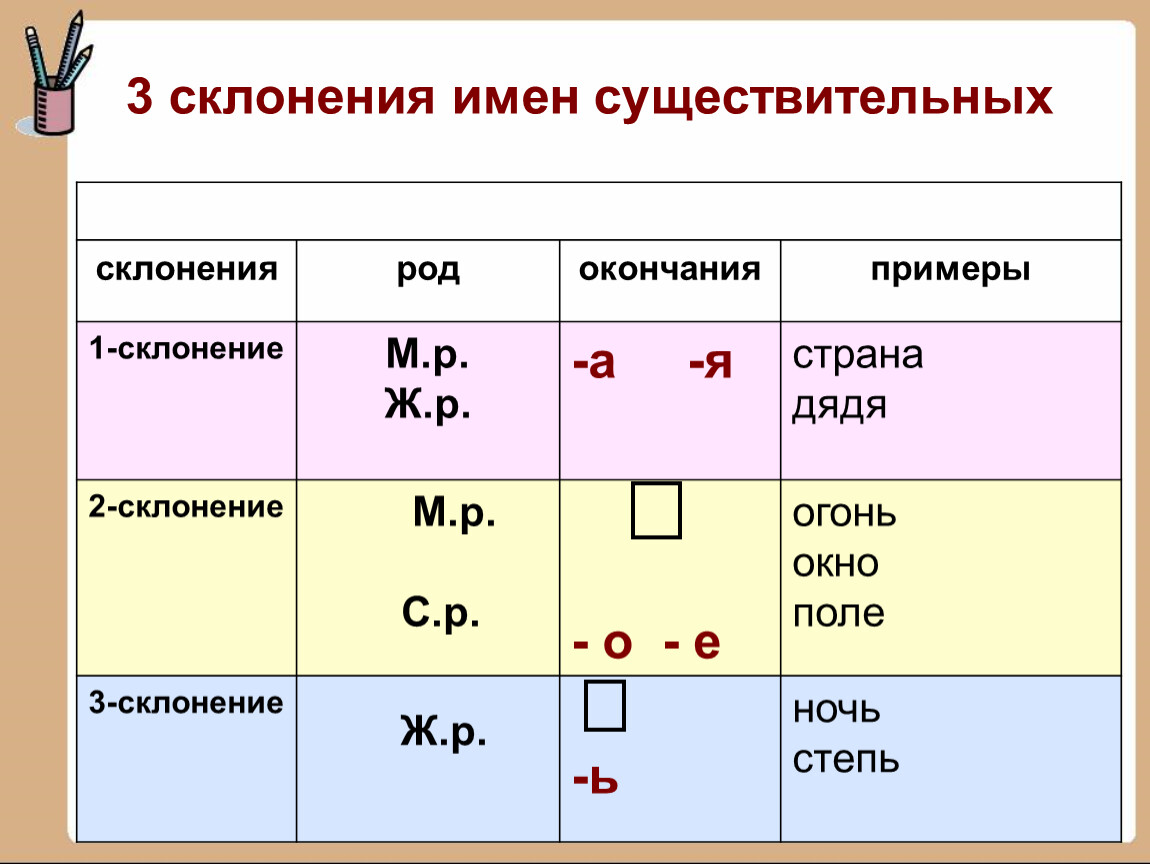 3 склонения имен существительных
склонения род окончания примеры
1-склонение М.р. -а -я страна
Ж.р. дядя
2-склонение М.р. огонь
окно
С.р. - о - е поле
3-склонение Ж.р. ночь
-ь степь